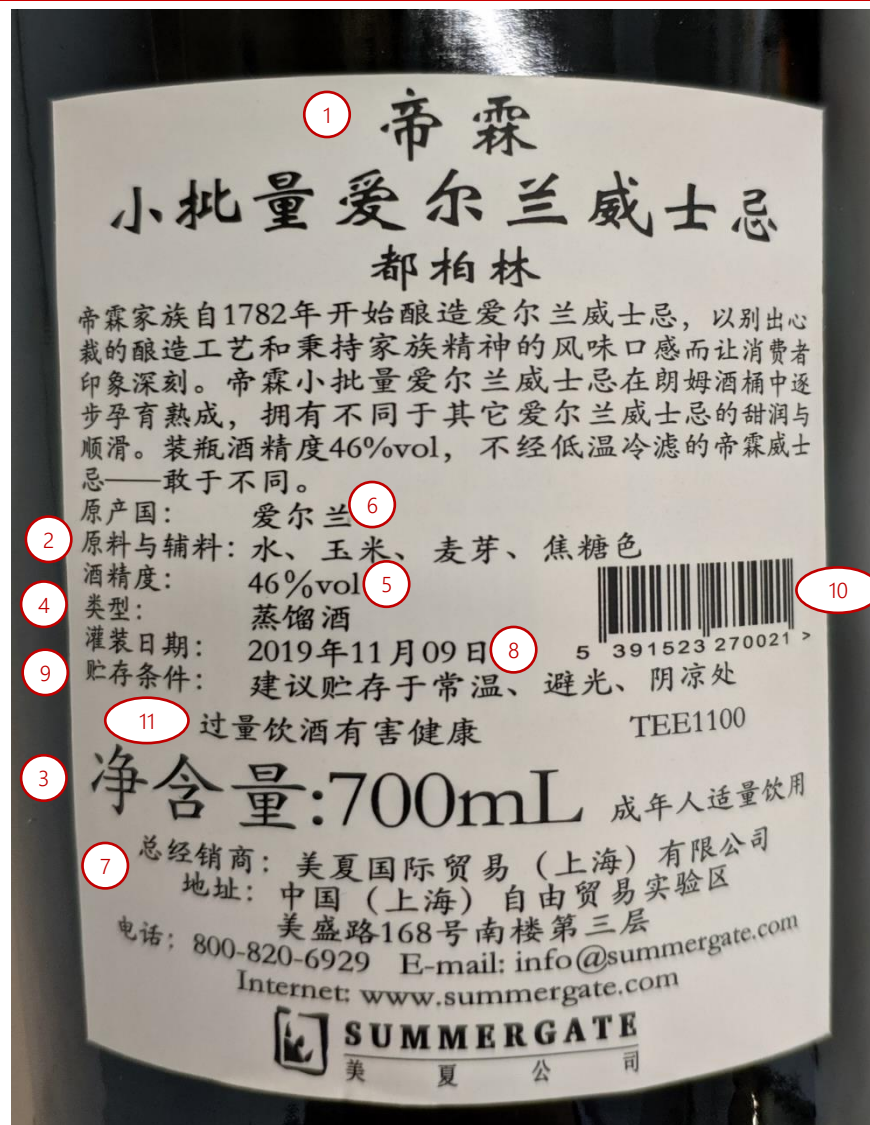 1 帝霖
小批量爱尔兰威士忌
都柏林
帝霖家族自1782年开始酿造爱尔兰威士忌，以别出心
裁的酿造工艺和秉持家族精神的风味口感而让消费者
印象深刻。帝霖小批量爱尔兰威士忌在朗姆酒桶中逐
步孕育熟成，拥有不同于其它爱尔兰威士忌的甜润与
顺滑。装瓶酒精度46%vol，不经低温冷滤的帝霖威士
忌——敢于不同。
原产国： 爱尔兰 6
2 原料与辅料：水、玉米、麦芽、焦糖色
酒精度： 46%vol 5
4 类型： 蒸馏酒
灌装日期： 2019年11月09日 8
5 391523 270021 > 10
9 贮存条件： 建议贮存于常温、避光、阴凉处
11 过量饮酒有害健康 TEE1100
3 净含量:700mL 成年人适量饮用
7 总经销商：美夏国际贸易（上海）有限公司
地址：中国（上海）自由贸易实验区
美盛路168号南楼第三层
电话：800-820-6929 E-mail: info@summergate.com
Internet: www.summergate.com
SUMMERGATE
美夏公司